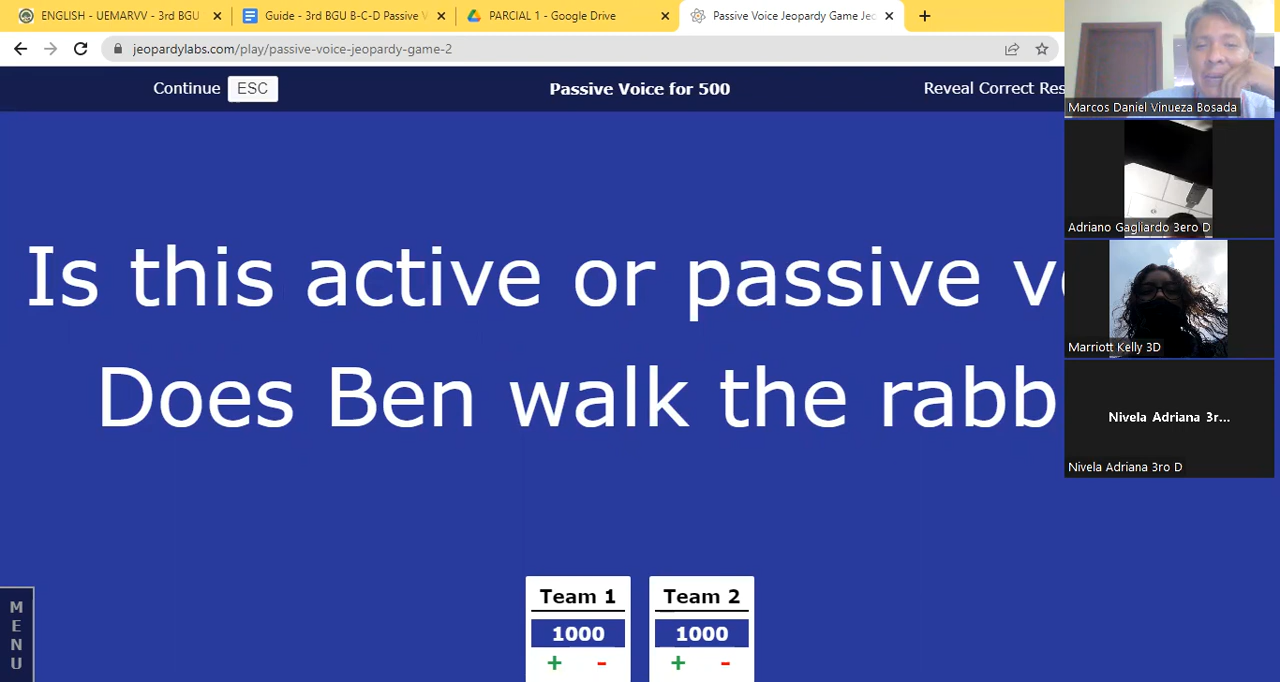 ENGLISH - UEMARVV - 3rd BGU
Guide - 3rd BGU B-C-D Passive V
PARCIAL 1 - Google Drive
Passive Voice Jeopardy Game Jeo
jeopardylabs.com/play/passive-voice-jeopardy-game-2
Continue ESC
Passive Voice for 500
Reveal Correct Res
Is this active or passive vo
Does Ben walk the rabb
Marcos Daniel Vinueza Bosada
Adriano Gagliardo 3ero D
Marriott Kelly 3D
Nivela Adriana 3r...
Nivela Adriana 3ro D
MENU
Team 1
1000
+ -
Team 2
1000
+ -